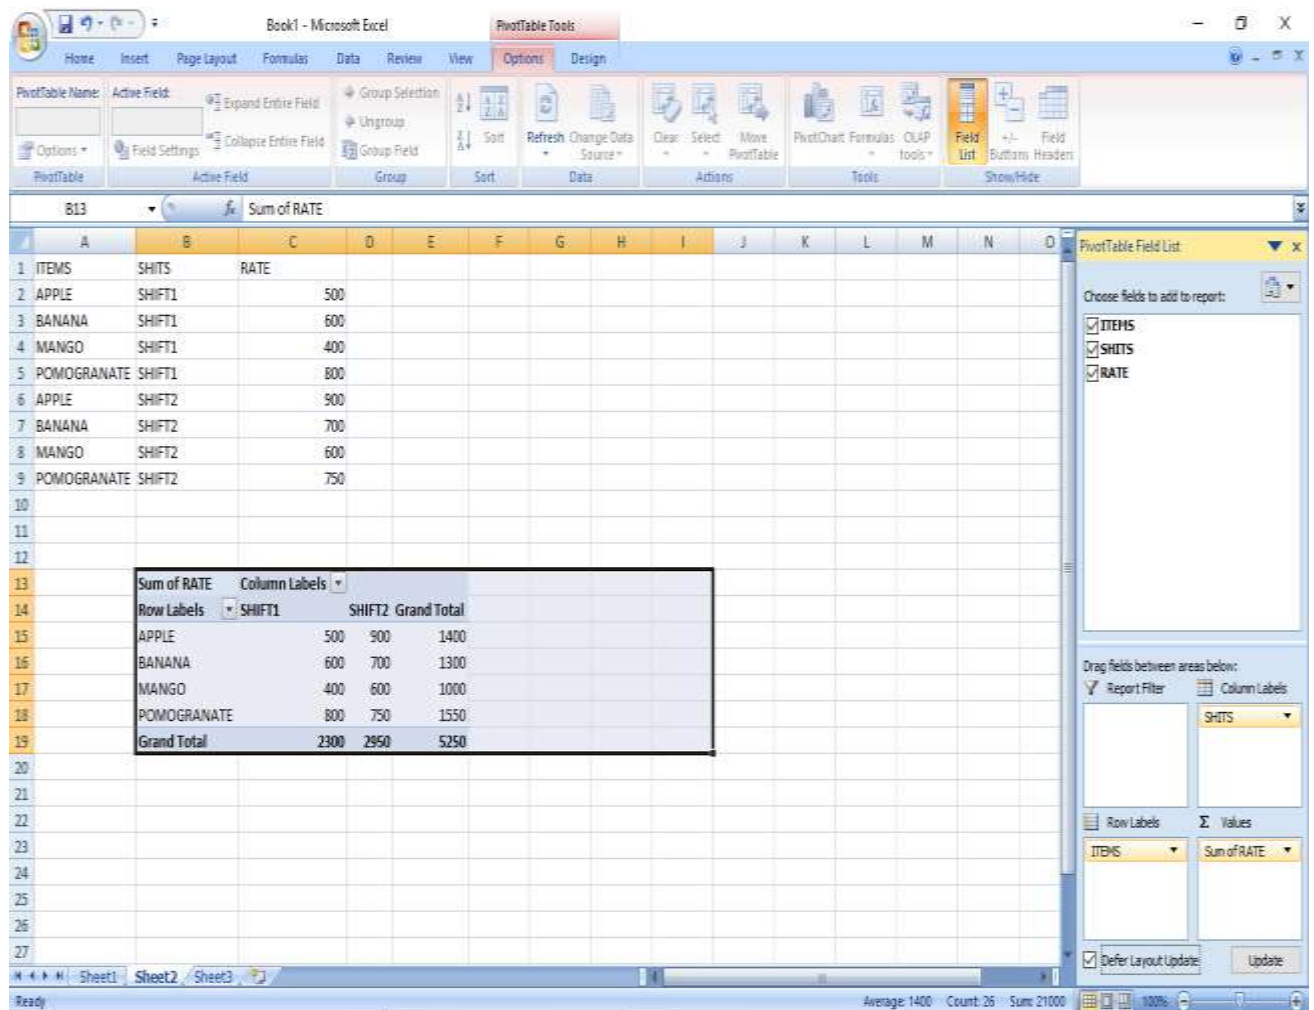 Book1 - Microsoft Excel PivotTable Tools
Home Insert Page Layout Formulas Data Review View Options Design
PivotTable Name: Active Field:
Expand Entire Field Group Selection
Ungroup
Options Field Settings Collapse Entire Field Group Field Sort Refresh Change Data Source Clear Select Move PivotTable PivotChart Formulas OLAP tools Field List +/- Buttons Field Headers
PivotTable Active Field Group Sort Data Actions Tools Show/Hide
B13 fx Sum of RATE
A B C D E F G H I J K L M N O
1 ITEMS SHITS RATE
2 APPLE SHIFT1 500
3 BANANA SHIFT1 600
4 MANGO SHIFT1 400
5 POMOGRANATE SHIFT1 800
6 APPLE SHIFT2 900
7 BANANA SHIFT2 700
8 MANGO SHIFT2 600
9 POMOGRANATE SHIFT2 750
10
11
12
13 Sum of RATE Column Labels
14 Row Labels SHIFT1 SHIFT2 Grand Total
15 APPLE 500 900 1400
16 BANANA 600 700 1300
17 MANGO 400 600 1000
18 POMOGRANATE 800 750 1550
19 Grand Total 2300 2950 5250
20
21
22
23
24
25
26
27
PivotTable Field List
Choose fields to add to report:
ITEMS
SHITS
RATE
Drag fields between areas below:
Report Filter Column Labels
SHITS
Row Labels Σ Values
ITEMS Sum of RATE
Defer Layout Update Update
Sheet1 Sheet2 Sheet3
Ready Average: 1400 Count: 26 Sum: 21000 100%